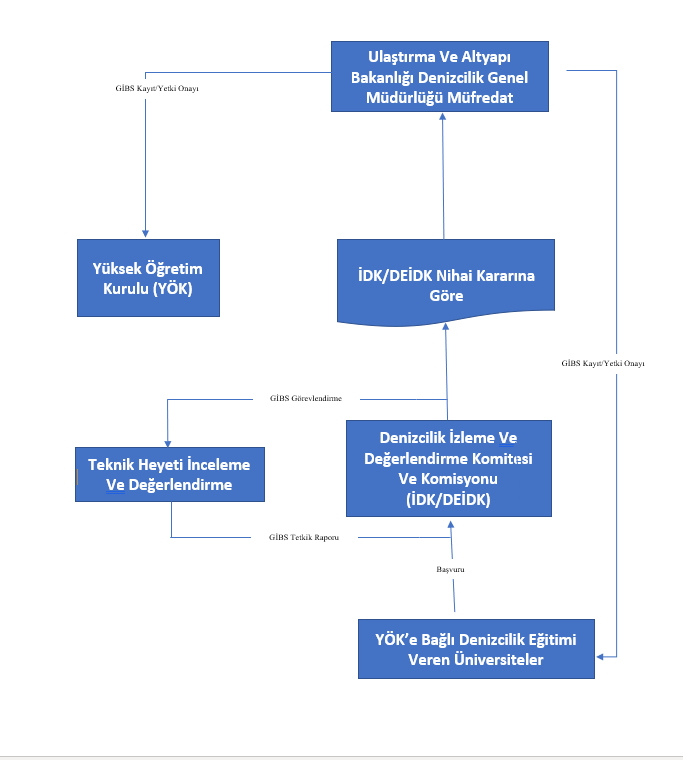 Ulaştırma Ve Altyapı
Bakanlığı Denizcilik Genel
Müdürlüğü Müfredat
GİBS Kayıt/Yetki Onayı
Yüksek Öğretim
Kurulu (YÖK)
İDK/DEİDK Nihai Kararına
Göre
GİBS Kayıt/Yetki Onayı
GİBS Görevlendirme
Denizcilik İzleme Ve
Değerlendirme Komitesi
Ve Komisyonu
(İDK/DEİDK)
Teknik Heyeti İnceleme
Ve Değerlendirme
GİBS Tetkik Raporu
Başvuru
YÖK’e Bağlı Denizcilik Eğitimi
Veren Üniversiteler